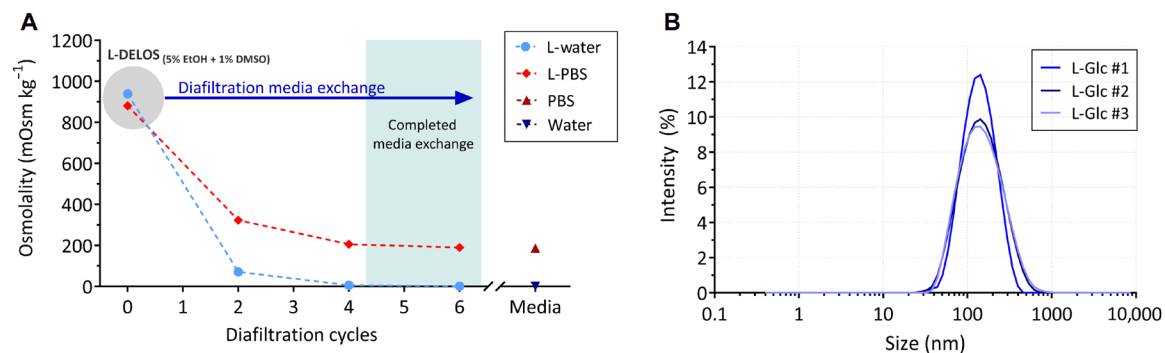 A
L-DELOS (5% EtOH + 1% DMSO)
Diafiltration media exchange
Completed
media exchange
L-water
L-PBS
PBS
Water
Osmolality (mOsm kg⁻¹)
1200
1000
800
600
400
200
0
0 1 2 3 4 5 6 Media
Diafiltration cycles
B
L-Glc #1
L-Glc #2
L-Glc #3
Intensity (%)
14
12
10
8
6
4
2
0
0.1 1 10 100 1000 10,000
Size (nm)